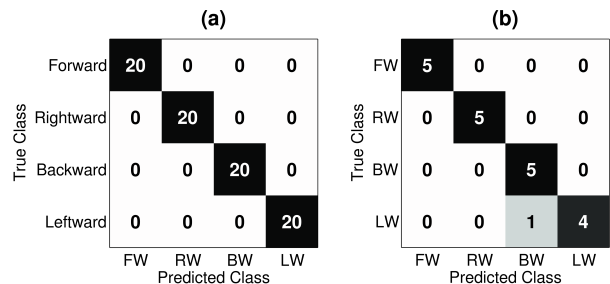 (a)
True Class
Forward 20 0 0 0
Rightward 0 20 0 0
Backward 0 0 20 0
Leftward 0 0 0 20
FW RW BW LW
Predicted Class
(b)
True Class
FW 5 0 0 0
RW 0 5 0 0
BW 0 0 5 0
LW 0 0 1 4
FW RW BW LW
Predicted Class